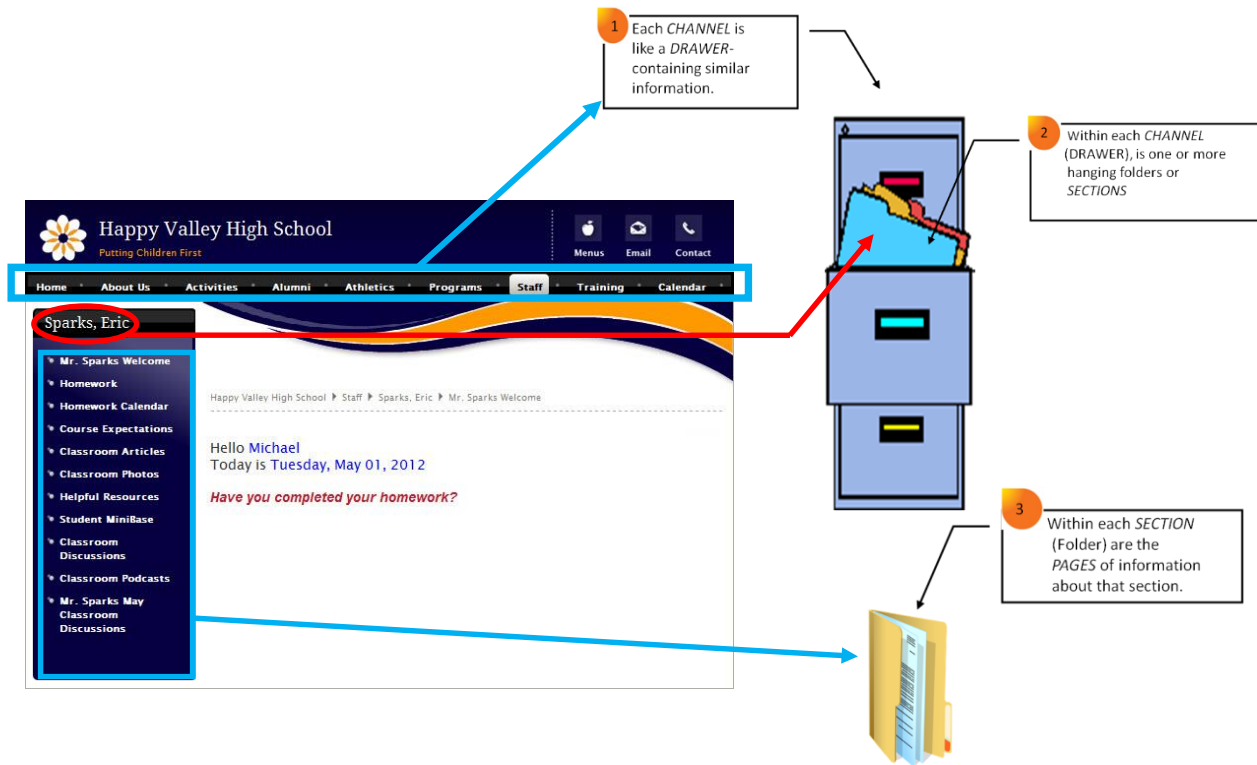 1
Each CHANNEL is
like a DRAWER-
containing similar
information.
2
Within each CHANNEL
(DRAWER), is one or more
hanging folders or
SECTIONS
Happy Valley High School
Putting Children First
Menus Email Contact
Home About Us Activities Alumni Athletics Programs Staff Training Calendar
Sparks, Eric
Mr. Sparks Welcome
Homework
Homework Calendar
Course Expectations
Classroom Articles
Classroom Photos
Helpful Resources
Student MiniBase
Classroom
Discussions
Classroom Podcasts
Mr. Sparks May
Classroom
Discussions
Happy Valley High School Staff Sparks, Eric Mr. Sparks Welcome
Hello Michael
Today is Tuesday, May 01, 2012
Have you completed your homework?
3
Within each SECTION
(Folder) are the
PAGES of information
about that section.